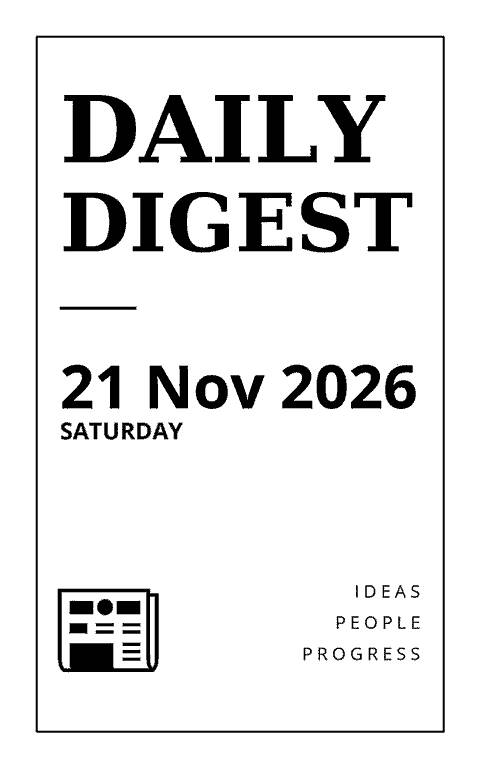 DAILY
DIGEST
21 Nov 2026
SATURDAY
IDEAS
PEOPLE
PROGRESS